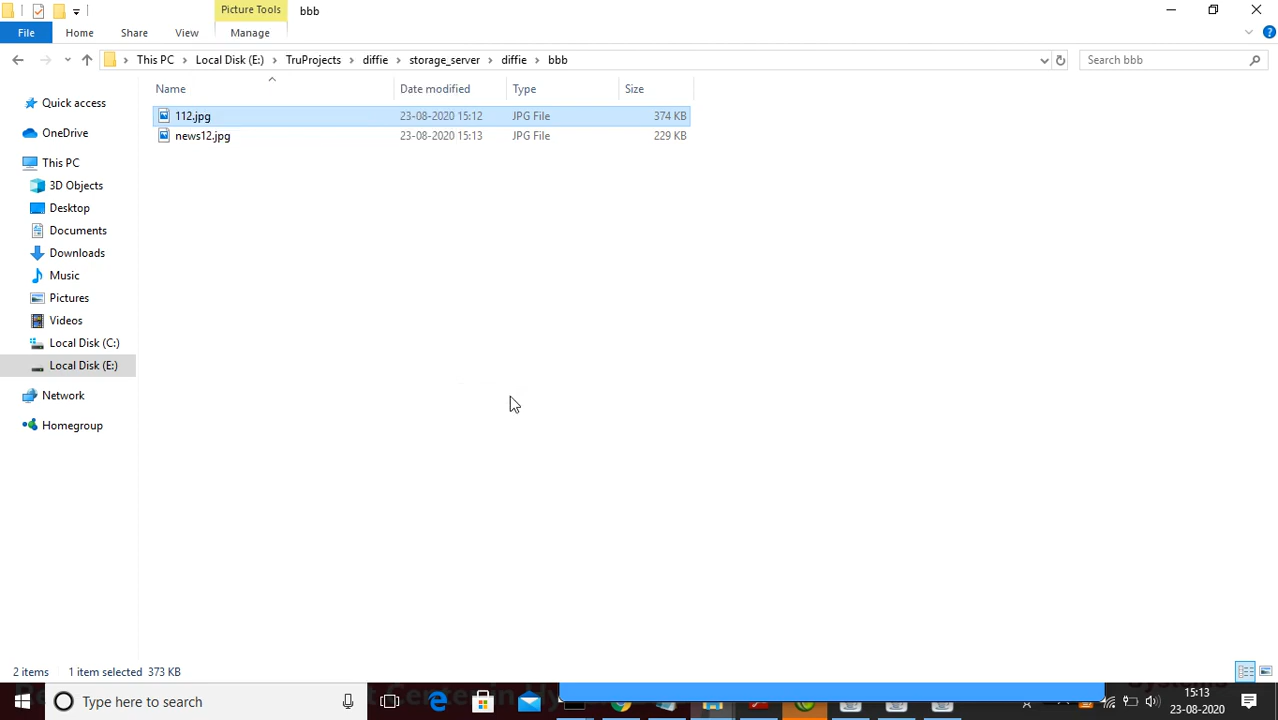 Picture Tools
bbb
File
Home
Share
View
Manage
This PC
Local Disk (E:)
TruProjects
diffie
storage_server
diffie
bbb
Search bbb
Name
Date modified
Type
Size
112.jpg
23-08-2020 15:12
JPG File
374 KB
news12.jpg
23-08-2020 15:13
JPG File
229 KB
Quick access
OneDrive
This PC
3D Objects
Desktop
Documents
Downloads
Music
Pictures
Videos
Local Disk (C:)
Local Disk (E:)
Network
Homegroup
2 items
1 item selected 373 KB
Type here to search
15:13
23-08-2020